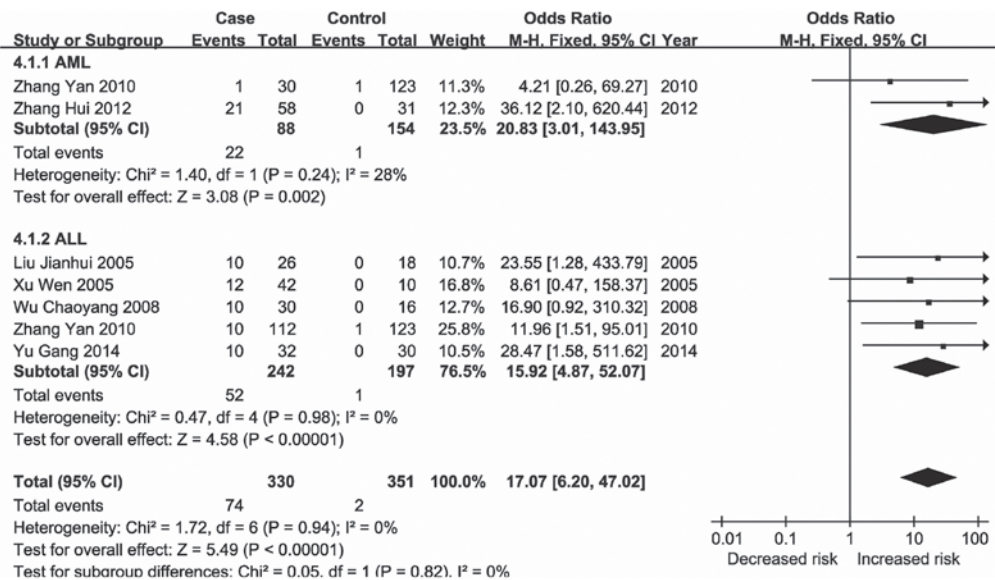 Case Control Odds Ratio Odds Ratio
Study or Subgroup Events Total Events Total Weight M-H, Fixed, 95% CI Year M-H, Fixed, 95% CI
4.1.1 AML
Zhang Yan 2010 1 30 1 123 11.3% 4.21 [0.26, 69.27] 2010
Zhang Hui 2012 21 58 0 31 12.3% 36.12 [2.10, 620.44] 2012
Subtotal (95% CI) 88 154 23.5% 20.83 [3.01, 143.95]
Total events 22 1
Heterogeneity: Chi² = 1.40, df = 1 (P = 0.24); I² = 28%
Test for overall effect: Z = 3.08 (P = 0.002)
4.1.2 ALL
Liu Jianhui 2005 10 26 0 18 10.7% 23.55 [1.28, 433.79] 2005
Xu Wen 2005 12 42 0 10 16.8% 8.61 [0.47, 158.37] 2005
Wu Chaoyang 2008 10 30 0 16 12.7% 16.90 [0.92, 310.32] 2008
Zhang Yan 2010 10 112 1 123 25.8% 11.96 [1.51, 95.01] 2010
Yu Gang 2014 10 32 0 30 10.5% 28.47 [1.58, 511.62] 2014
Subtotal (95% CI) 242 197 76.5% 15.92 [4.87, 52.07]
Total events 52 1
Heterogeneity: Chi² = 0.47, df = 4 (P = 0.98); I² = 0%
Test for overall effect: Z = 4.58 (P < 0.00001)
Total (95% CI) 330 351 100.0% 17.07 [6.20, 47.02]
Total events 74 2
Heterogeneity: Chi² = 1.72, df = 6 (P = 0.94); I² = 0%
Test for overall effect: Z = 5.49 (P < 0.00001)
Test for subgroup differences: Chi² = 0.05, df = 1 (P = 0.82), I² = 0%
0.01 0.1 1 10 100
Decreased risk Increased risk